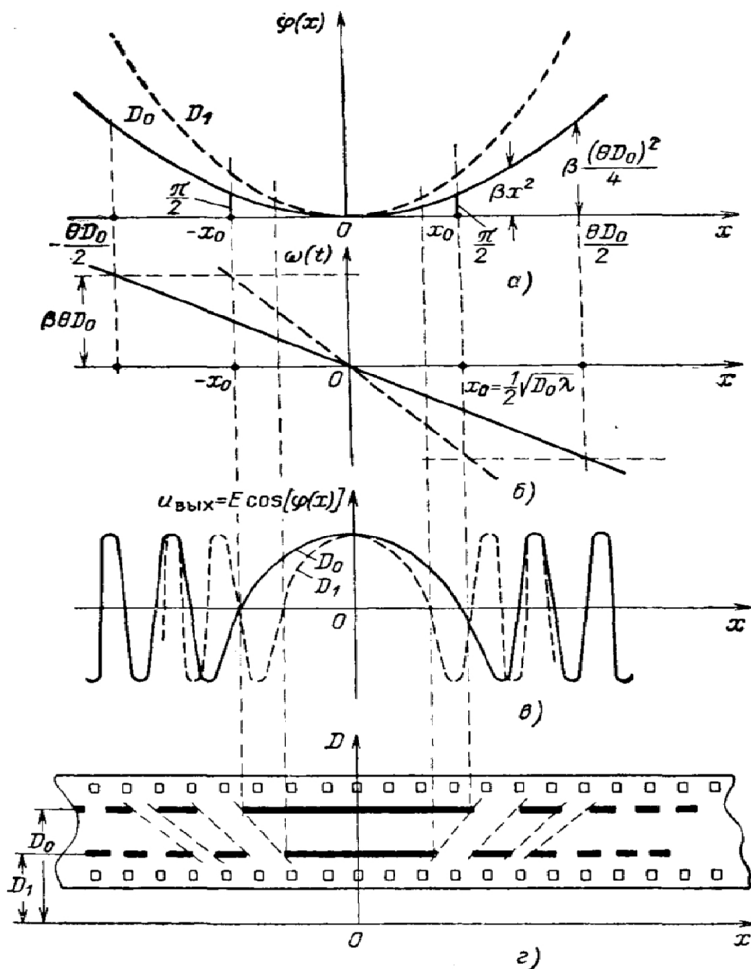 φ(x)
D₀ D₁
βx²
β (θD₀)²/4
π/2
π/2
-θD₀/2 -x₀ 0 x₀ θD₀/2 x
ω(t)
а)
βθD₀
-x₀ 0 x₀=½√D₀λ x
б)
uвых=E cos[φ(x)]
D₀
D₁
0 x
в)
D
D₀
D₁
0 x
г)